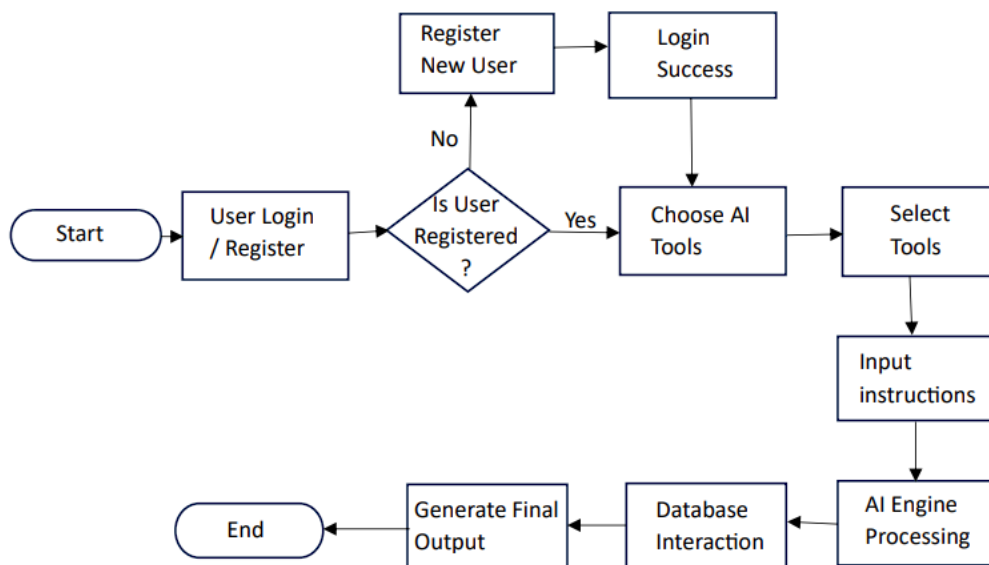 Register
New User
Login
Success
No
Start
User Login
/ Register
Is User
Registered
?
Yes
Choose AI
Tools
Select
Tools
Input
instructions
AI Engine
Processing
Database
Interaction
Generate Final
Output
End